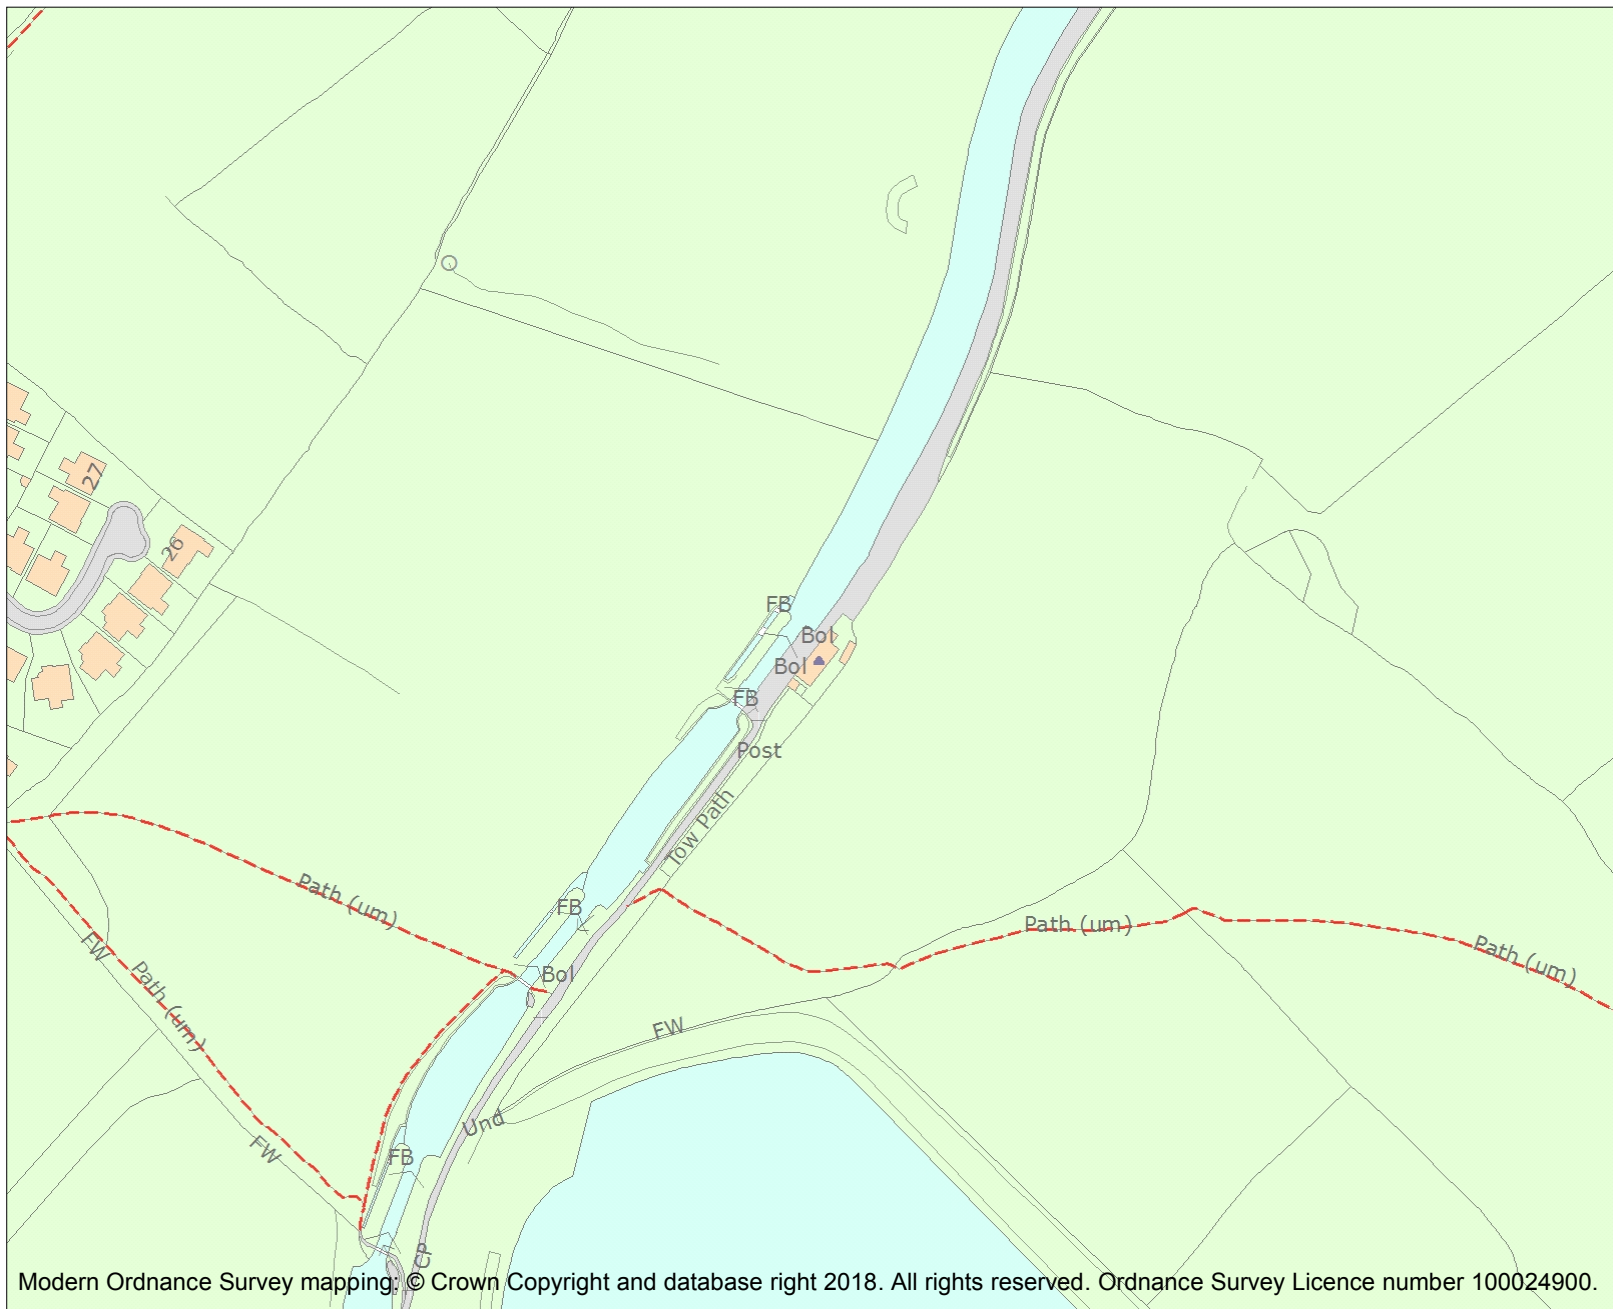 27
26
FB
Bol
Bol
FB
Post
Tow Path
Path (um)
FB
Path (um)
Path (um)
FW
Path (um)
Bol
FW
Und
FW
FB
CP
Modern Ordnance Survey mapping: © Crown Copyright and database right 2018. All rights reserved. Ordnance Survey Licence number 100024900.